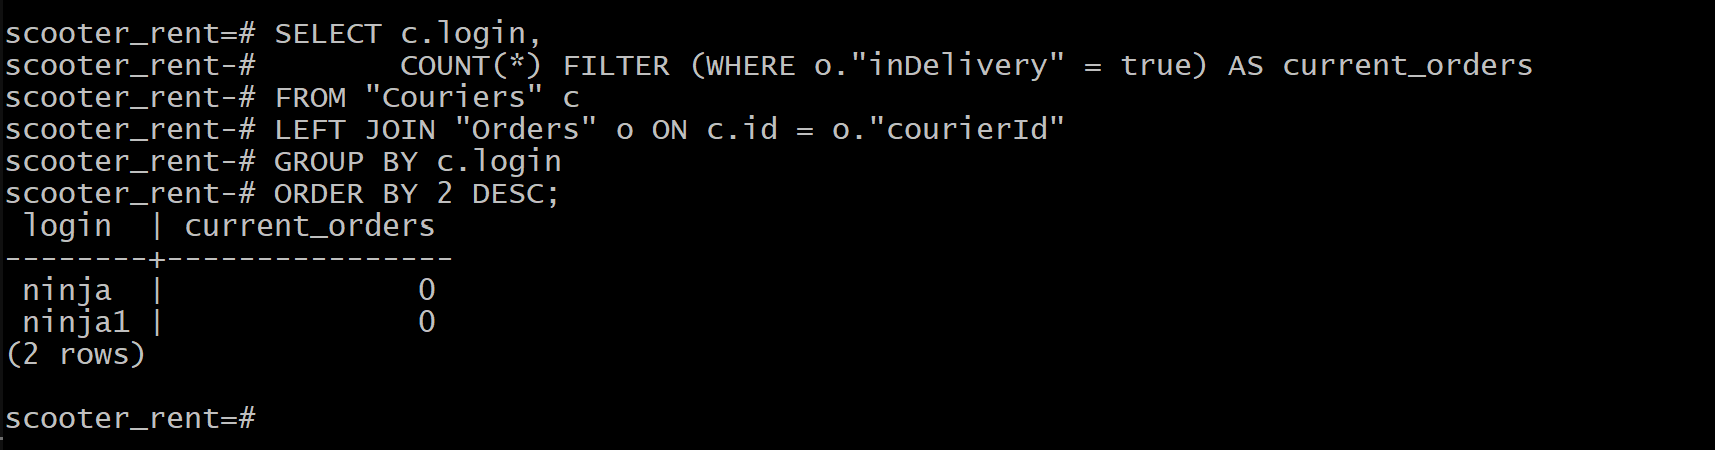 scooter_rent=# SELECT c.login,
scooter_rent-#        COUNT(*) FILTER (WHERE o."inDelivery" = true) AS current_orders
scooter_rent-# FROM "Couriers" c
scooter_rent-# LEFT JOIN "Orders" o ON c.id = o."courierId"
scooter_rent-# GROUP BY c.login
scooter_rent-# ORDER BY 2 DESC;
 login  | current_orders
--------+----------------
 ninja  |              0
 ninja1 |              0
(2 rows)

scooter_rent=#